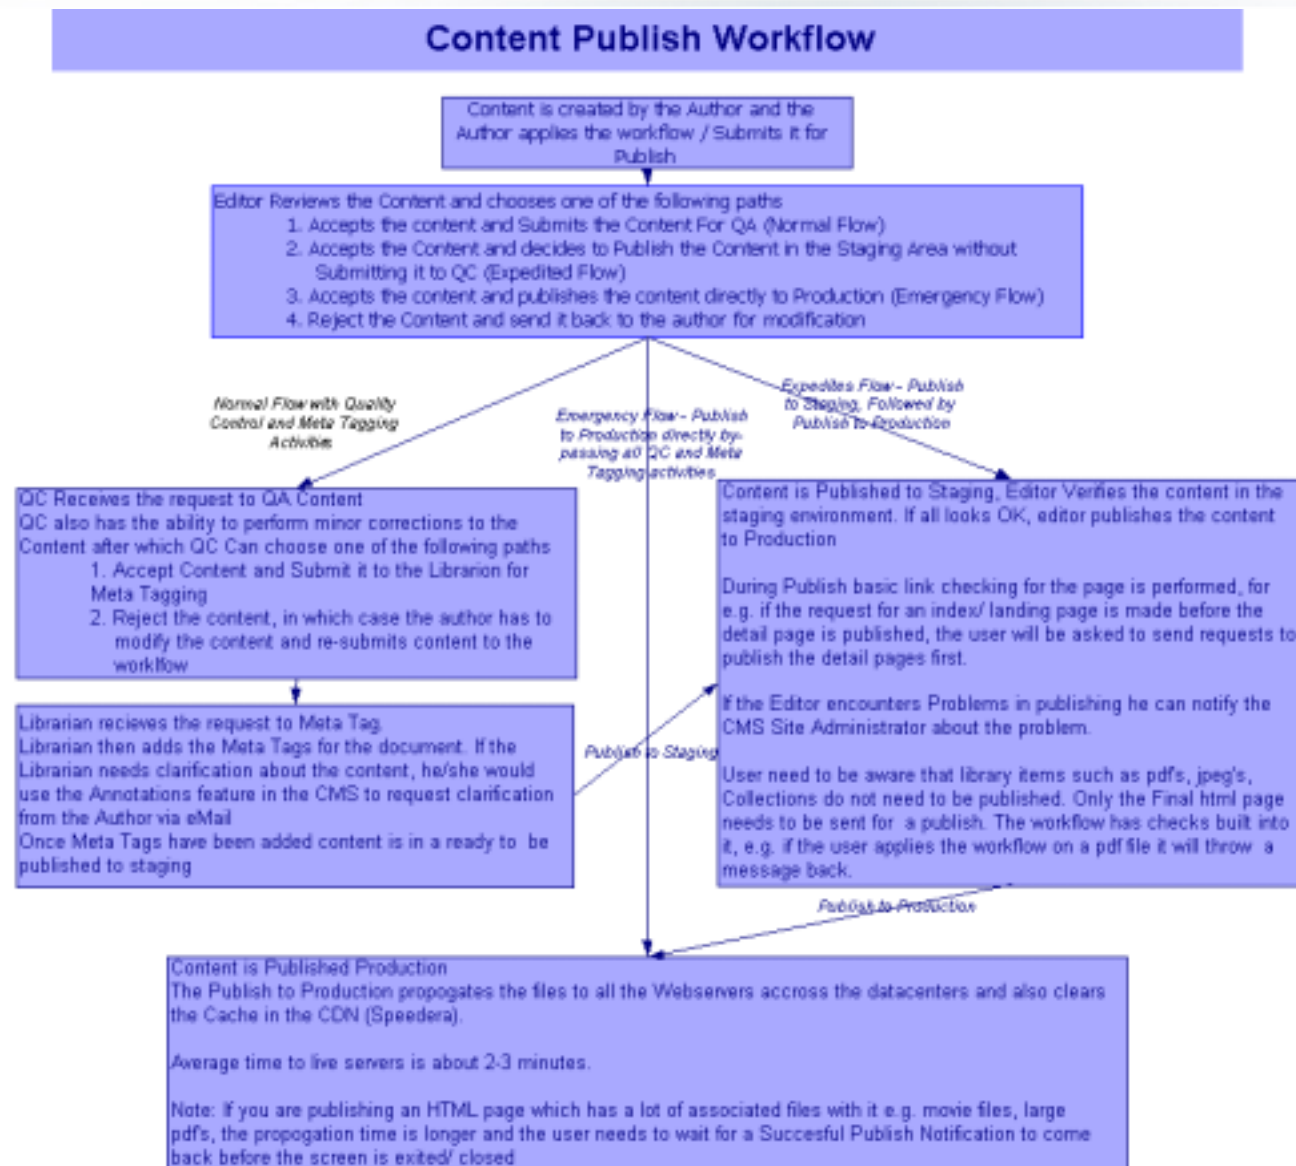 Content Publish Workflow
Content is created by the Author and the
Author applies the workflow / Submits it for
Publish
Editor Reviews the Content and chooses one of the following paths
1. Accepts the content and Submits the Content For QA (Normal Flow)
2. Accepts the Content and decides to Publish the Content in the Staging Area without
Submitting it to QC (Expedited Flow)
3. Accepts the content and publishes the content directly to Production (Emergency Flow)
4. Reject the Content and send it back to the author for modification
Normal Flow with Quality
Control and Meta Tagging
Activities
Emergency Flow - Publish
to Production directly by-
passing all QC and Meta
Tagging activities
Expedites Flow - Publish
to Staging, Followed by
Publish to Production
QC Receives the request to QA Content
QC also has the ability to perform minor corrections to the
Content after which QC Can choose one of the following paths
1. Accept Content and Submit it to the Librarion for
Meta Tagging
2. Reject the content, in which case the author has to
modify the content and re-submits content to the
workflow
Librarian recieves the request to Meta Tag.
Librarian then adds the Meta Tags for the document. If the
Librarian needs clarification about the content, he/she would
use the Annotations feature in the CMS to request clarification
from the Author via eMail
Once Meta Tags have been added content is in a ready to be
published to staging
Publish to Staging
Content is Published to Staging, Editor Verifies the content in the
staging environment. If all looks OK, editor publishes the content
to Production
During Publish basic link checking for the page is performed, for
e.g. if the request for an index/ landing page is made before the
detail page is published, the user will be asked to send requests to
publish the detail pages first.
If the Editor encounters Problems in publishing he can notify the
CMS Site Administrator about the problem.
User need to be aware that library items such as pdf's, jpeg's,
Collections do not need to be published. Only the Final html page
needs to be sent for a publish. The workflow has checks built into
it, e.g. if the user applies the workflow on a pdf file it will throw a
message back.
Publish to Production
Content is Published Production
The Publish to Production propogates the files to all the Webservers accross the datacenters and also clears
the Cache in the CDN (Speedera).
Average time to live servers is about 2-3 minutes.
Note: If you are publishing an HTML page which has a lot of associated files with it e.g. movie files, large
pdf's, the propogation time is longer and the user needs to wait for a Succesful Publish Notification to come
back before the screen is exited/ closed